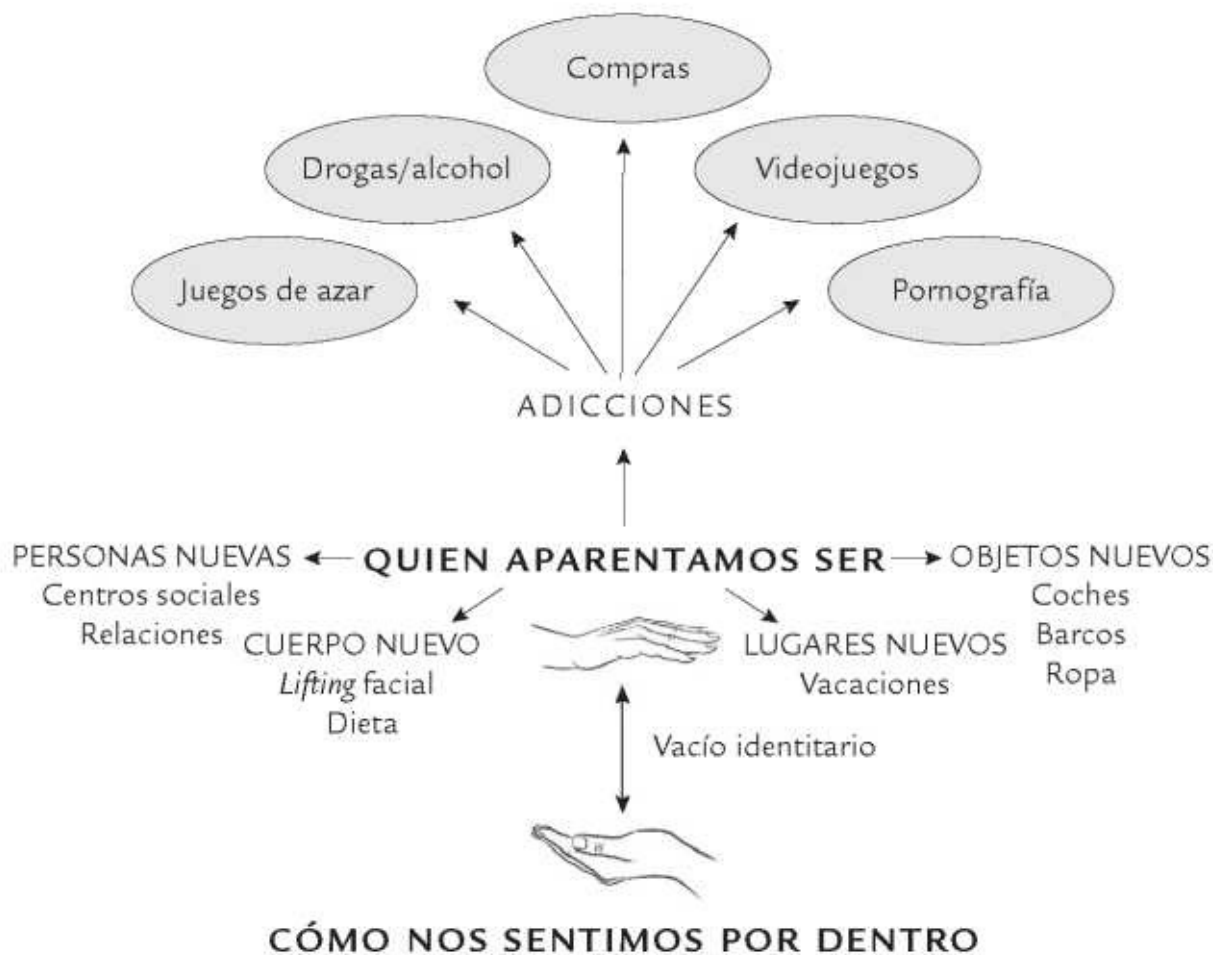 Compras
Drogas/alcohol
Videojuegos
Juegos de azar
Pornografía
ADICCIONES
PERSONAS NUEVAS
Centros sociales
Relaciones
QUIEN APARENTAMOS SER
OBJETOS NUEVOS
Coches
Barcos
Ropa
CUERPO NUEVO
Lifting facial
Dieta
LUGARES NUEVOS
Vacaciones
Vacío identitario
CÓMO NOS SENTIMOS POR DENTRO